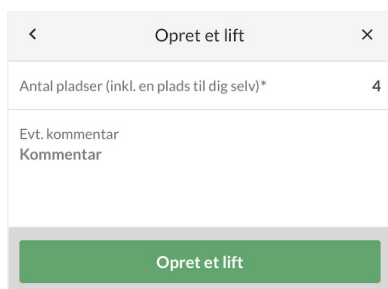 Opret et lift
Antal pladser (inkl. en plads til dig selv)* 4
Evt. kommentar
Kommentar
Opret et lift